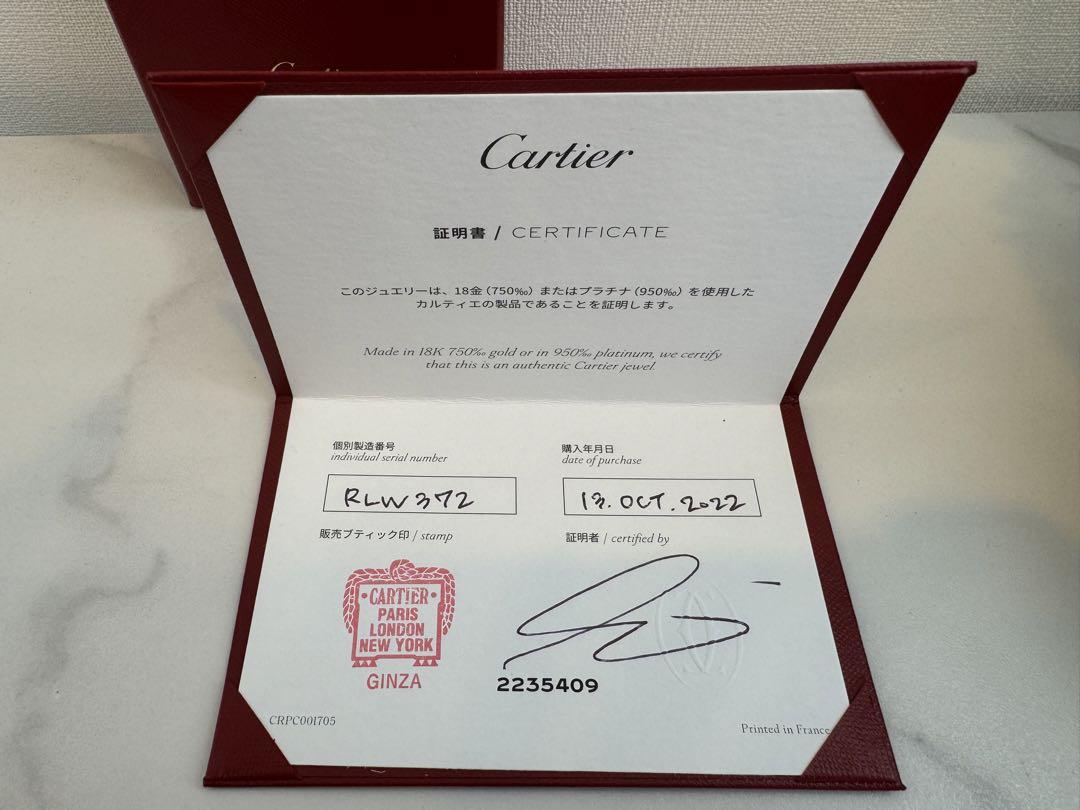 Cartier
証明書 / CERTIFICATE
このジュエリーは、18金(750‰)またはプラチナ(950‰)を使用した
カルティエの製品であることを証明します。
Made in 18K 750‰ gold or in 950‰ platinum, we certify
that this is an authentic Cartier jewel.
個別製造番号
individual serial number
RLW372
購入年月日
date of purchase
13. OCT. 2022
販売ブティック印 / stamp
証明者 / certified by
CARTIER
PARIS
LONDON
NEW YORK
GINZA
2235409
CRPC001705
Printed in France